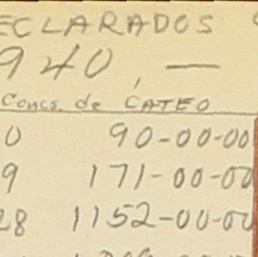 ECLARADOS
940, —
Concs. de CATEO
0 90-00-00
9 171-00-00
28 1152-00-00